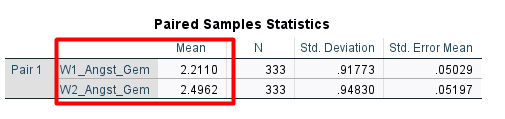 Paired Samples Statistics
Mean N Std. Deviation Std. Error Mean
Pair 1 W1_Angst_Gem 2.2110 333 .91773 .05029
W2_Angst_Gem 2.4962 333 .94830 .05197